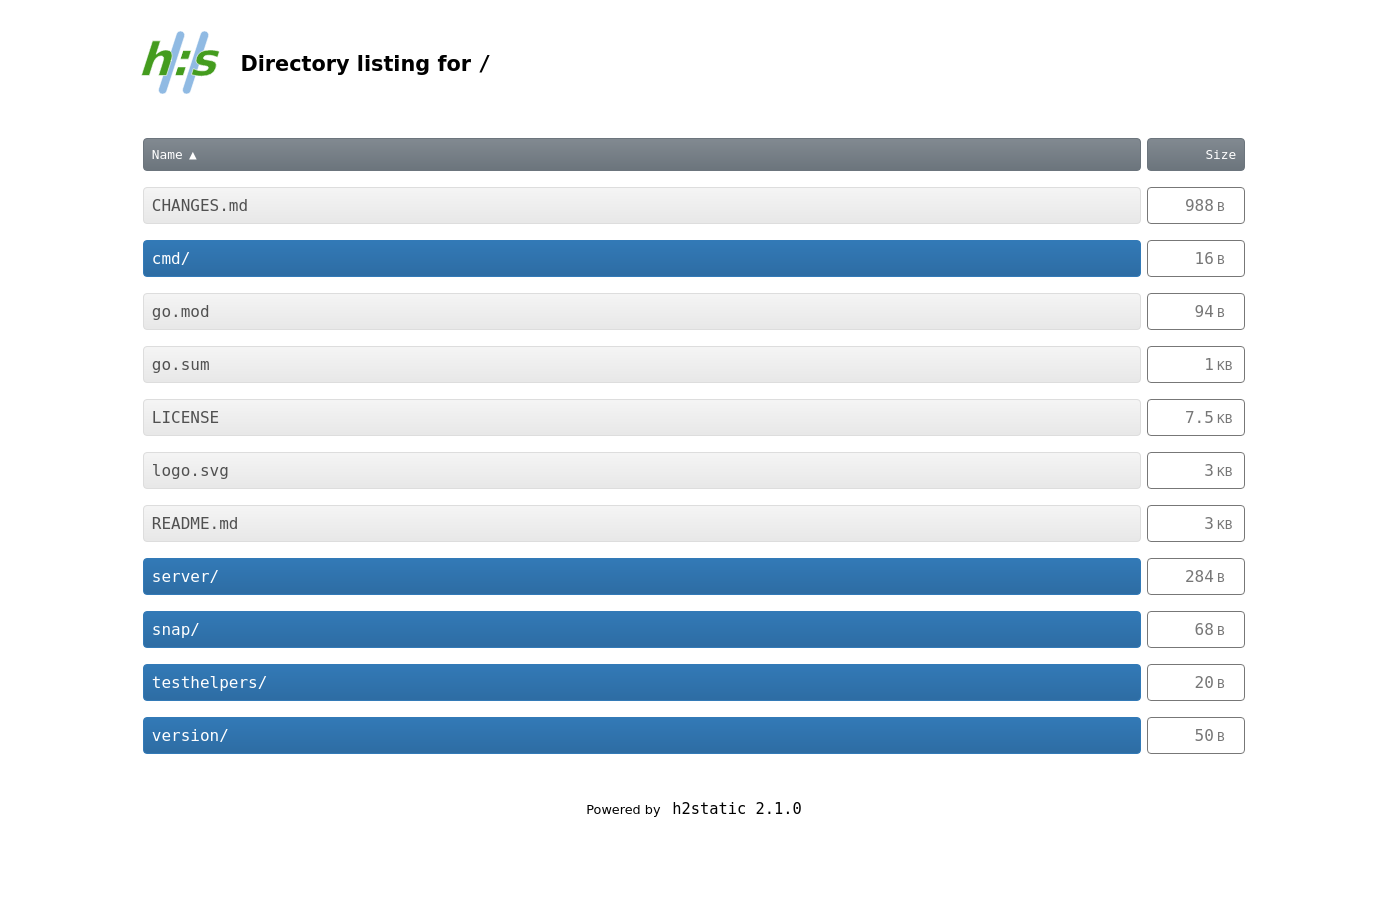 h:s
Directory listing for /
Name ▲ Size
CHANGES.md 988 B
cmd/ 16 B
go.mod 94 B
go.sum 1 KB
LICENSE 7.5 KB
logo.svg 3 KB
README.md 3 KB
server/ 284 B
snap/ 68 B
testhelpers/ 20 B
version/ 50 B
Powered by h2static 2.1.0